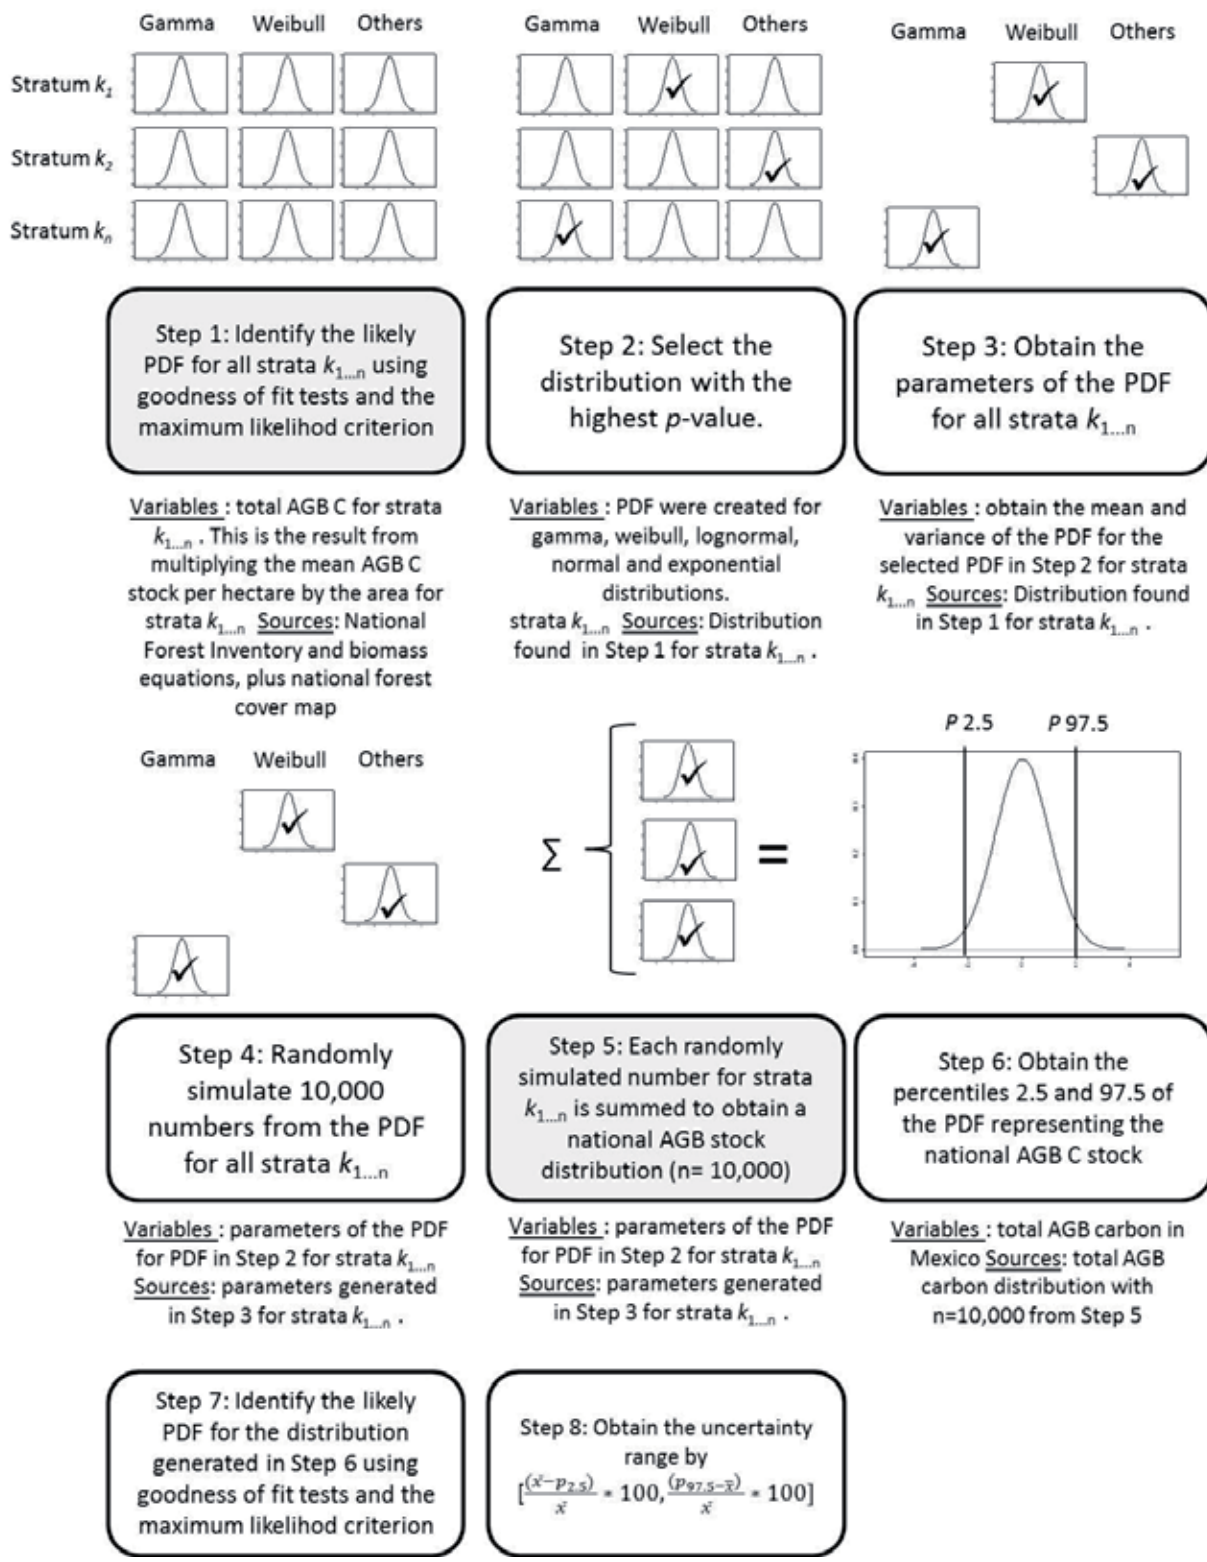 Gamma Weibull Others
Stratum k1
Stratum k2
Stratum kn
Gamma Weibull Others
Gamma Weibull Others
Step 1: Identify the likely
PDF for all strata k1...n using
goodness of fit tests and the
maximum likelihod criterion
Step 2: Select the
distribution with the
highest p-value.
Step 3: Obtain the
parameters of the PDF
for all strata k1...n
Variables : total AGB C for strata
k1...n . This is the result from
multiplying the mean AGB C
stock per hectare by the area for
strata k1...n Sources: National
Forest Inventory and biomass
equations, plus national forest
cover map
Variables : PDF were created for
gamma, weibull, lognormal,
normal and exponential
distributions.
strata k1...n Sources: Distribution
found in Step 1 for strata k1...n .
Variables : obtain the mean and
variance of the PDF for the
selected PDF in Step 2 for strata
k1...n Sources: Distribution found
in Step 1 for strata k1...n .
Gamma Weibull Others
Σ
=
P 2.5 P 97.5
Step 4: Randomly
simulate 10,000
numbers from the PDF
for all strata k1...n
Step 5: Each randomly
simulated number for strata
k1...n is summed to obtain a
national AGB stock
distribution (n= 10,000)
Step 6: Obtain the
percentiles 2.5 and 97.5 of
the PDF representing the
national AGB C stock
Variables : parameters of the PDF
for PDF in Step 2 for strata k1...n
Sources: parameters generated
in Step 3 for strata k1...n .
Variables : parameters of the PDF
for PDF in Step 2 for strata k1...n
Sources: parameters generated
in Step 3 for strata k1...n .
Variables : total AGB carbon in
Mexico Sources: total AGB
carbon distribution with
n=10,000 from Step 5
Step 7: Identify the likely
PDF for the distribution
generated in Step 6 using
goodness of fit tests and the
maximum likelihod criterion
Step 8: Obtain the uncertainty
range by
[(x̄−p2.5)/x̄ * 100, (p97.5−x̄)/x̄ * 100]